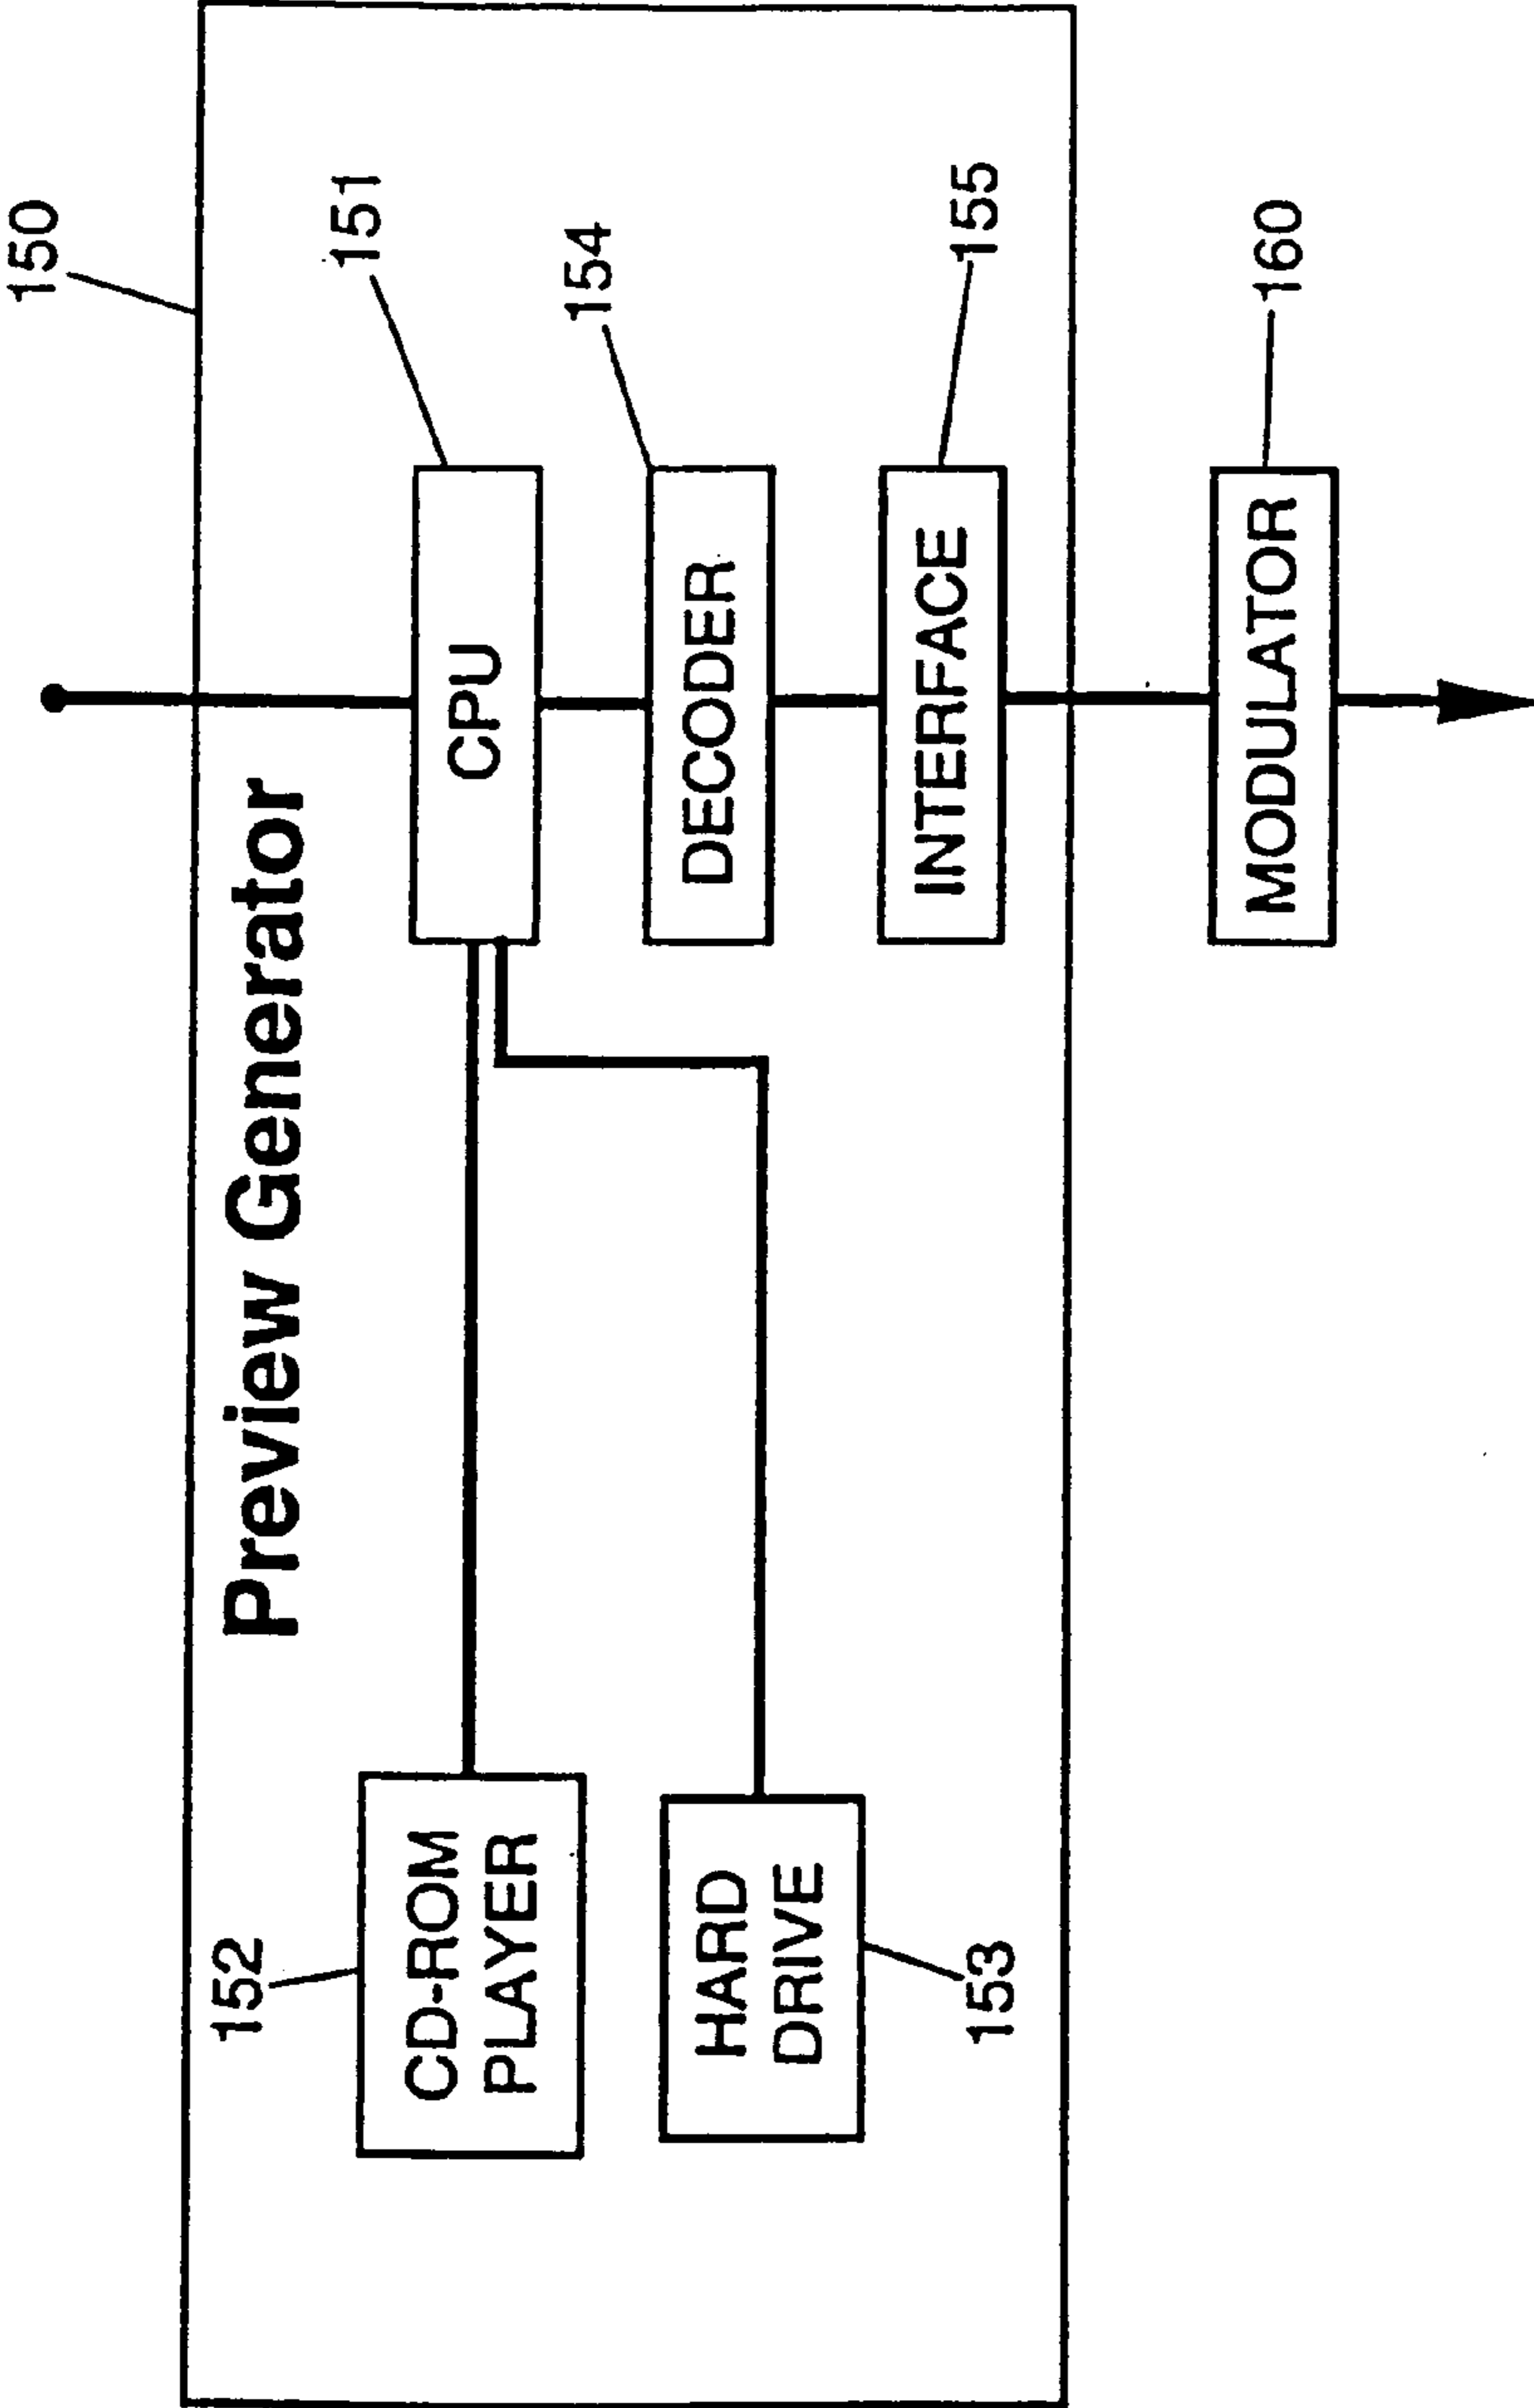 150
Preview Generator
151
CPU
152
CD-ROM
PLAYER
154
DECODER
HARD
DRIVE
153
155
INTERFACE
160
MODULATOR